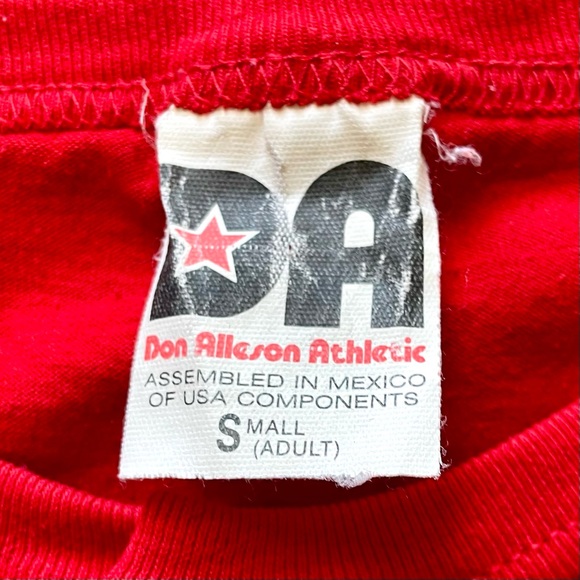 DA
Don Alleson Athletic
ASSEMBLED IN MEXICO
OF USA COMPONENTS
SMALL
(ADULT)